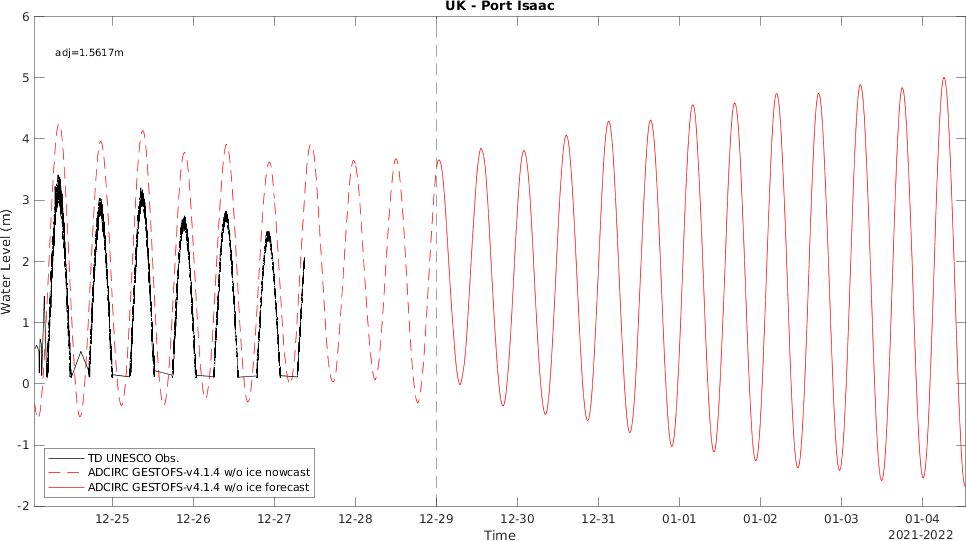 UK - Port Isaac
adj=1.5617m
6
5
4
3
2
1
0
-1
-2
Water Level (m)
TD UNESCO Obs.
ADCIRC GESTOFS-v4.1.4 w/o ice nowcast
ADCIRC GESTOFS-v4.1.4 w/o ice forecast
12-25 12-26 12-27 12-28 12-29 12-30 12-31 01-01 01-02 01-03 01-04
Time
2021-2022